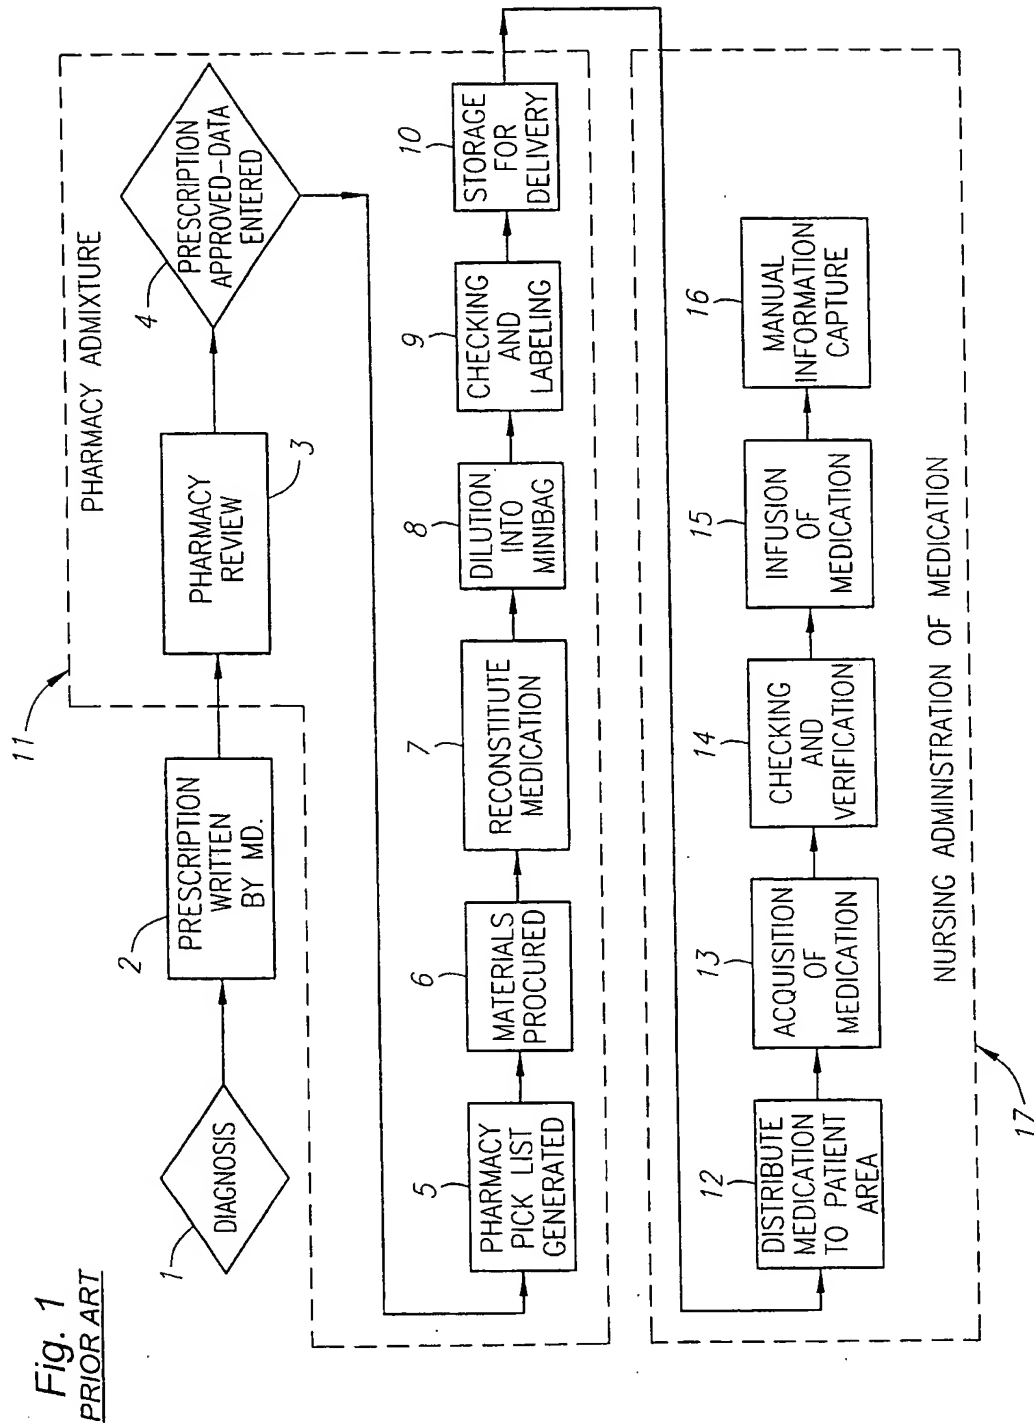 Fig. 1
PRIOR ART
11
PHARMACY ADMIXTURE
1
DIAGNOSIS
2
PRESCRIPTION
WRITTEN
BY MD.
3
PHARMACY
REVIEW
4
PRESCRIPTION
APPROVED-DATA
ENTERED
5
PHARMACY
PICK LIST
GENERATED
6
MATERIALS
PROCURED
7
RECONSTITUTE
MEDICATION
8
DILUTION
INTO
MINIBAG
9
CHECKING
AND
LABELING
10
STORAGE
FOR
DELIVERY
12
DISTRIBUTE
MEDICATION
TO PATIENT
AREA
13
ACQUISITION
OF
MEDICATION
14
CHECKING
AND
VERIFICATION
15
INFUSION
OF
MEDICATION
16
MANUAL
INFORMATION
CAPTURE
NURSING ADMINISTRATION OF MEDICATION
17